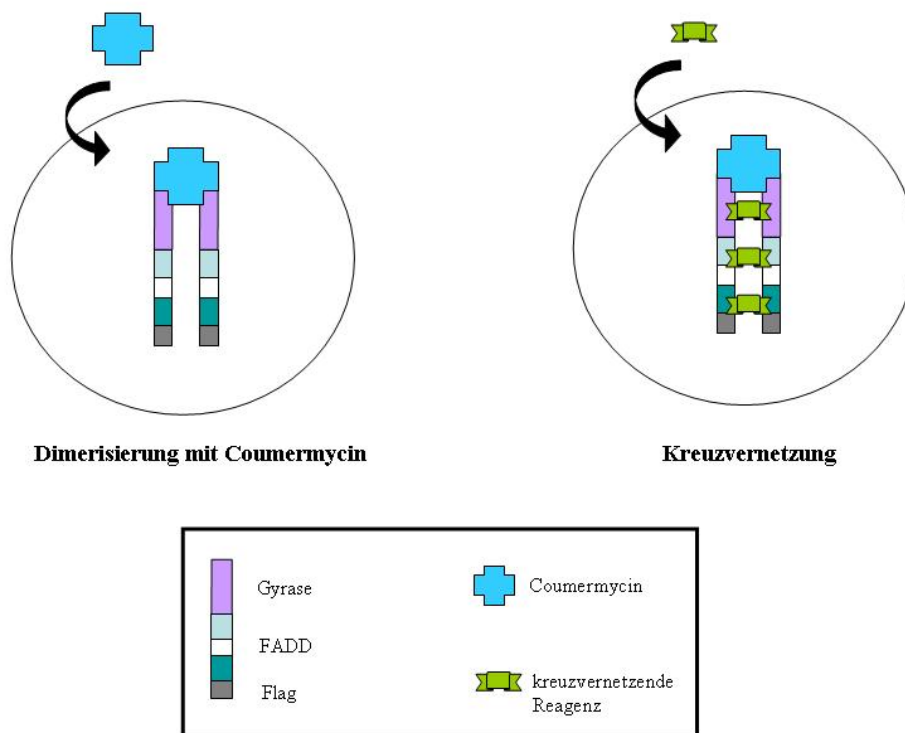 Dimerisierung mit Coumermycin
Kreuzvernetzung
Gyrase
FADD
Flag
Coumermycin
kreuzvernetzende
Reagenz